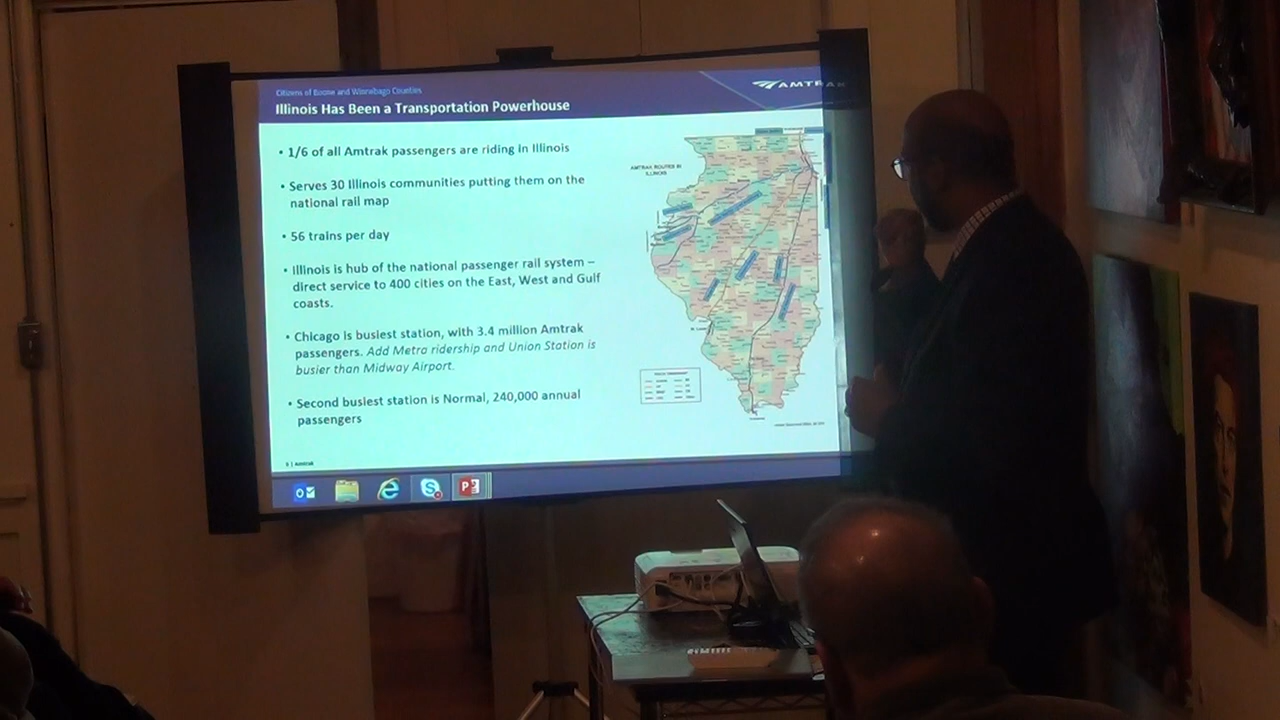 Citizens of Boone and Winnebago Counties
Illinois Has Been a Transportation Powerhouse
AMTRAK
• 1/6 of all Amtrak passengers are riding in Illinois
• Serves 30 Illinois communities putting them on the
national rail map
• 56 trains per day
• Illinois is hub of the national passenger rail system –
direct service to 400 cities on the East, West and Gulf
coasts.
• Chicago is busiest station, with 3.4 million Amtrak
passengers. Add Metra ridership and Union Station is
busier than Midway Airport.
• Second busiest station is Normal, 240,000 annual
passengers
AMTRAK ROUTES IN
ILLINOIS
| Amtrak